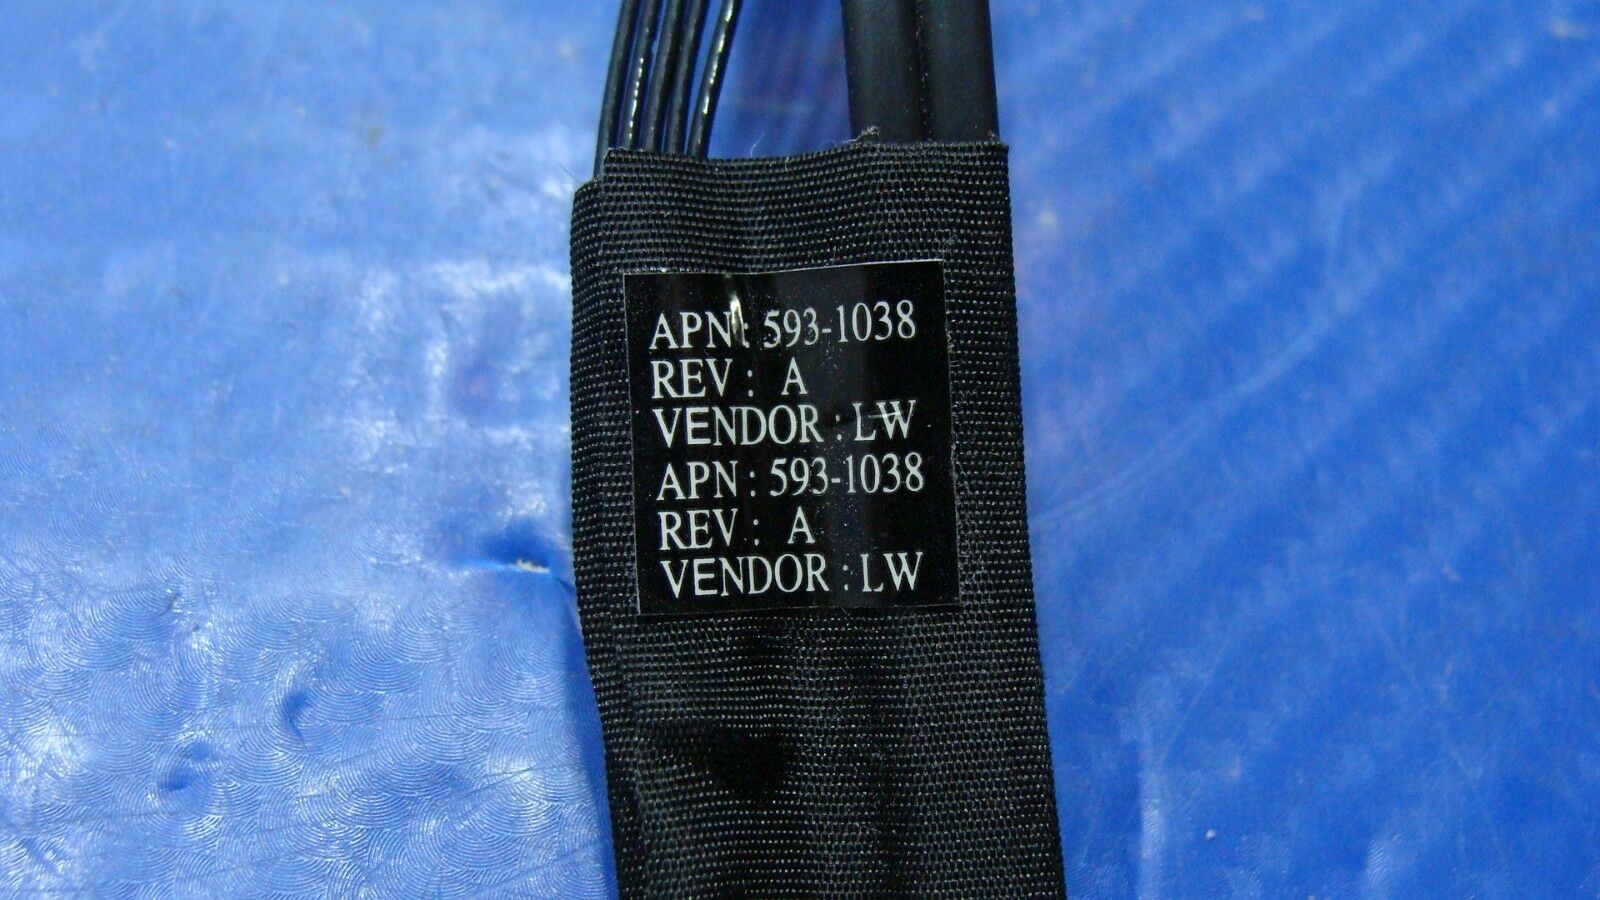 APN: 593-1038
REV: A
VENDOR: LW
APN: 593-1038
REV: A
VENDOR: LW